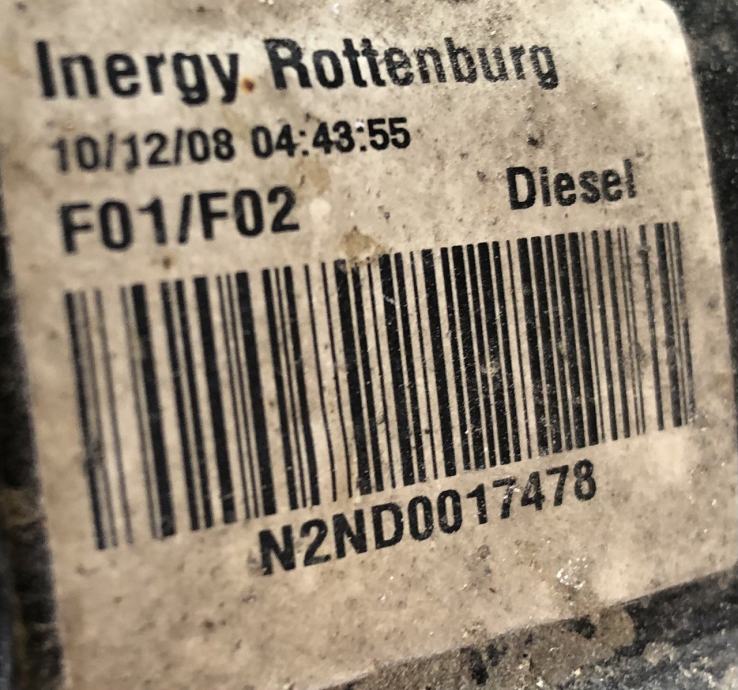 Inergy Rottenburg
10/12/08 04:43:55
F01/F02 Diesel
N2ND0017478